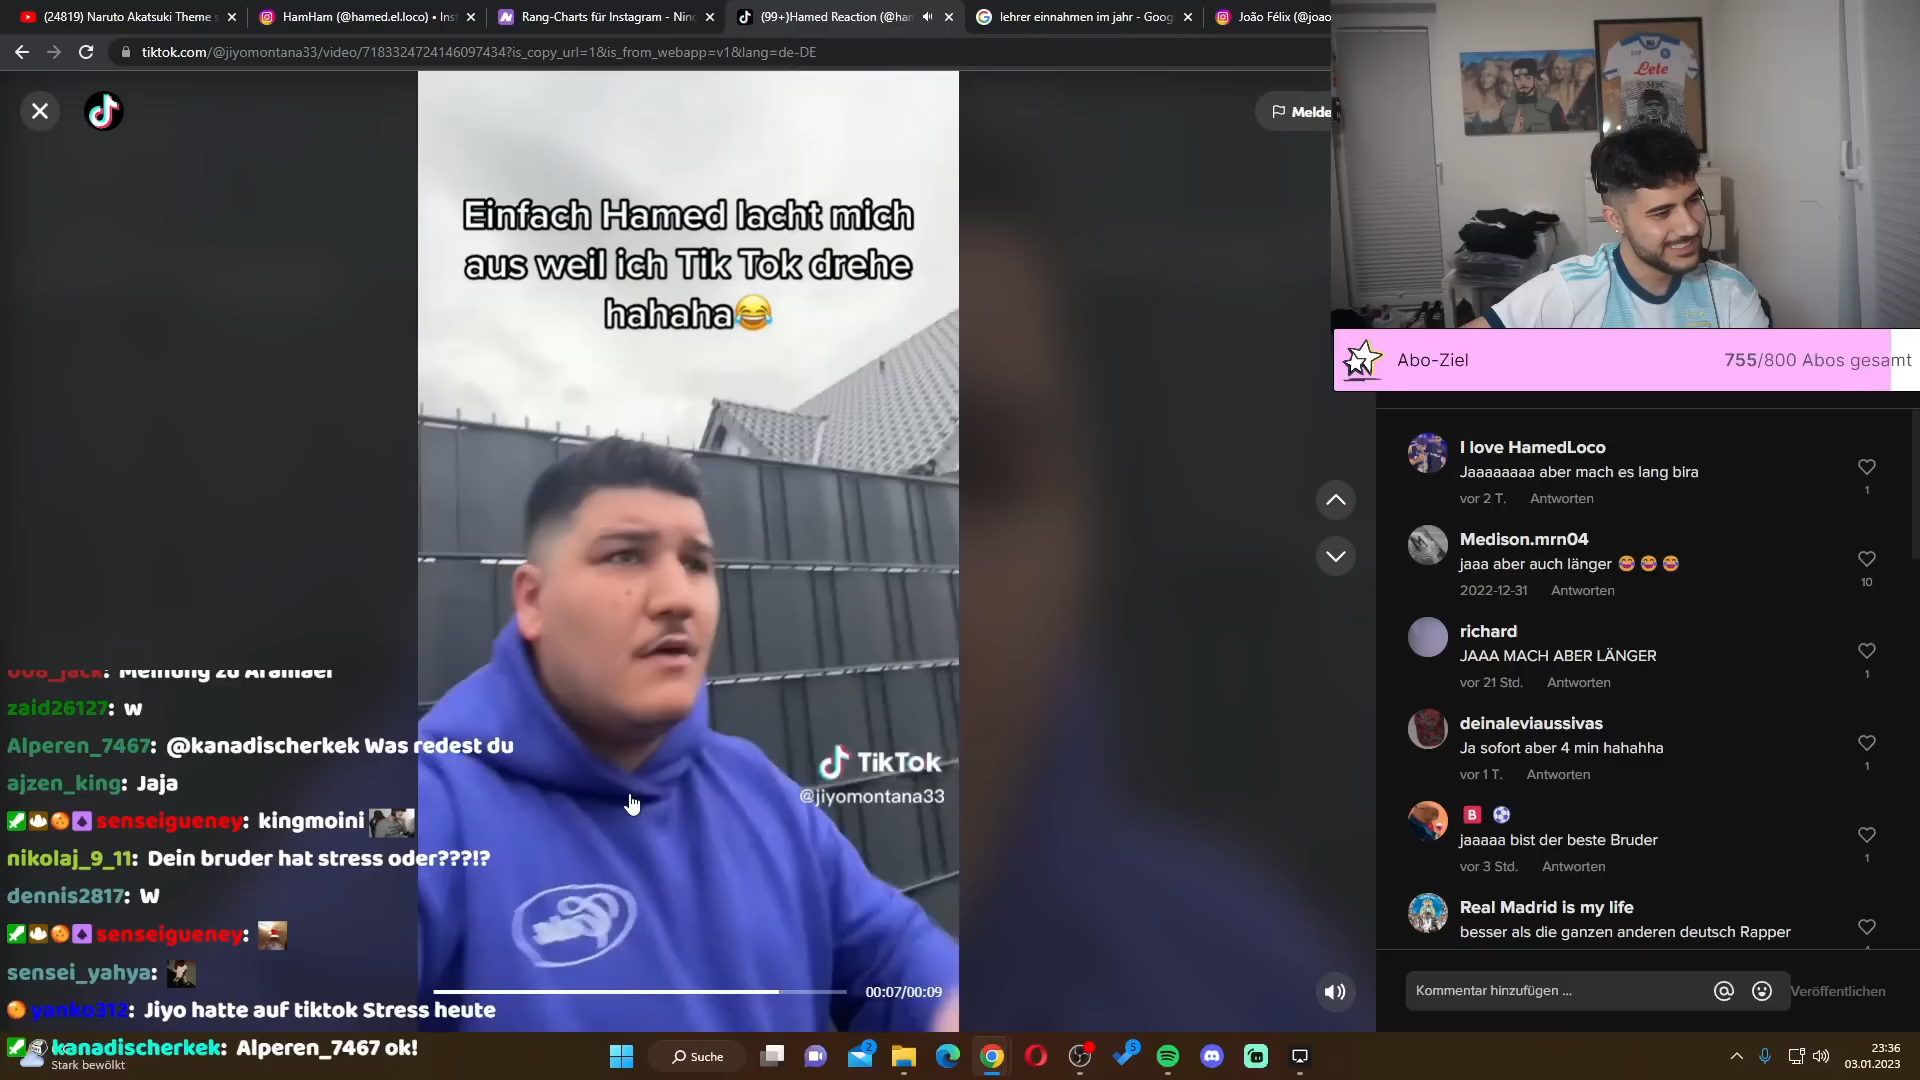 (24819) Naruto Akatsuki Theme
HamHam (@hamed.el.loco) • Ins
Rang-Charts für Instagram - Ninc
(99+)Hamed Reaction (@ham
lehrer einnahmen im jahr - Goog
João Félix (@joao
tiktok.com/@jiyomontana33/video/7183324724146097434?is_copy_url=1&is_from_webapp=v1&lang=de-DE
Melde
Lete
Einfach Hamed lacht mich
aus weil ich Tik Tok drehe
hahaha😂
Abo-Ziel
755/800 Abos gesamt
I love HamedLoco
Jaaaaaaaa aber mach es lang bira
vor 2 T. Antworten
1
Medison.mrn04
jaaa aber auch länger 😂😂😂
2022-12-31 Antworten
10
richard
JAAA MACH ABER LÄNGER
vor 21 Std. Antworten
1
deinaleviaussivas
Ja sofort aber 4 min hahahha
vor 1 T. Antworten
1
🅱️ ⚽
jaaaaa bist der beste Bruder
vor 3 Std. Antworten
1
Real Madrid is my life
besser als die ganzen anderen deutsch Rapper
Kommentar hinzufügen ...
Veröffentlichen
TikTok
@jiyomontana33
00:07/00:09
zaid26127: w
Alperen_7467: @kanadischerkek Was redest du
ajzen_king: Jaja
senseigueney: kingmoini
nikolaj_9_11: Dein bruder hat stress oder???!?
dennis2817: W
senseigueney:
sensei_yahya:
yanko312: Jiyo hatte auf tiktok Stress heute
kanadischerkek: Alperen_7467 ok!
Stark bewölkt
Suche
2
5
23:36
03.01.2023